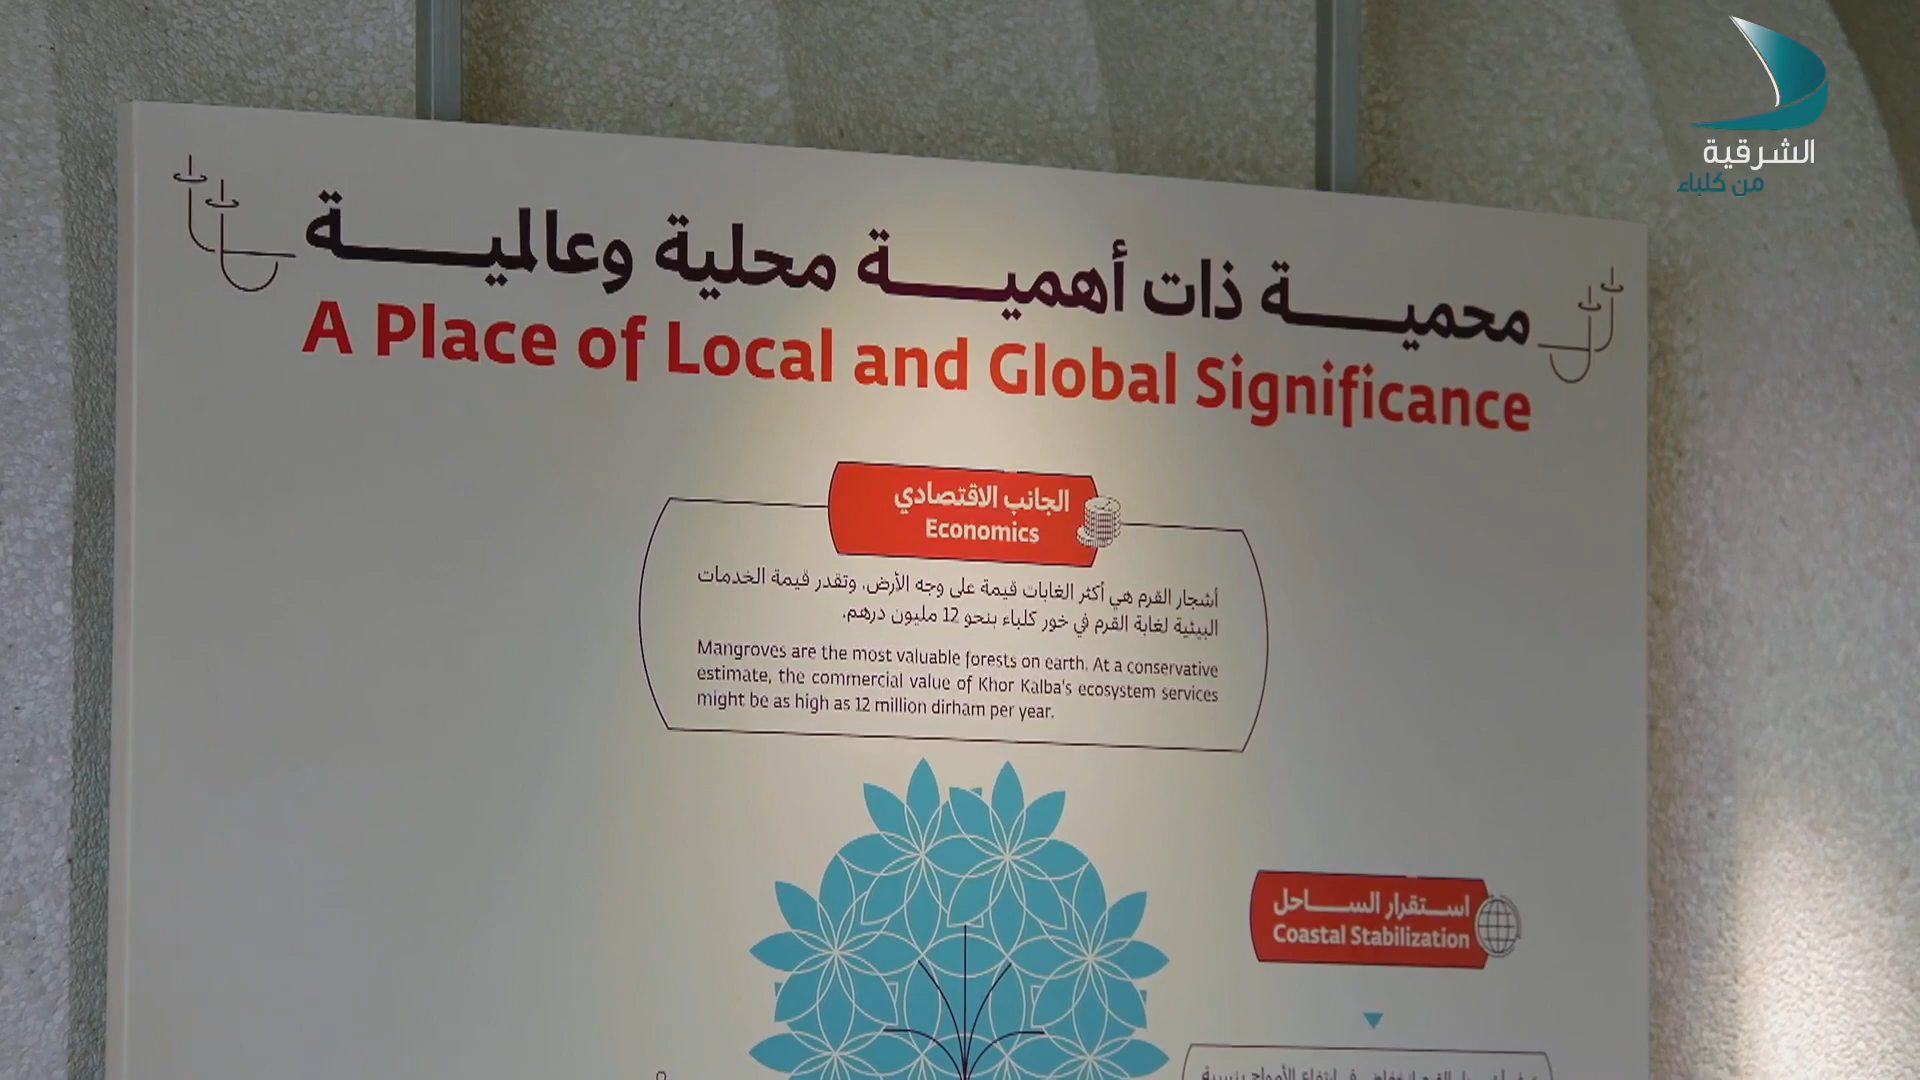 الشرقية
من كلباء
محميـــة ذات أهميـــة محلية وعالميـــة
A Place of Local and Global Significance
الجانب الاقتصادي
Economics
أشجار القرم هي أكثر الغابات قيمة على وجه الأرض، وتقدر قيمة الخدمات
البيئية لغابة القرم في خور كلباء بنحو 12 مليون درهم.
Mangroves are the most valuable forests on earth. At a conservative
estimate, the commercial value of Khor Kalba's ecosystem services
might be as high as 12 million dirham per year.
استقرار الساحل
Coastal Stabilization